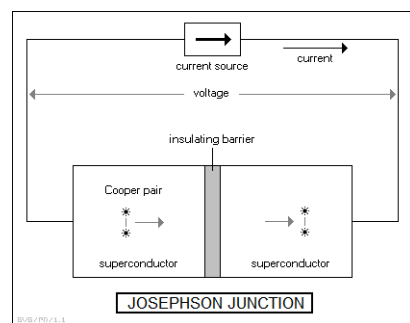 current source
current
voltage
insulating barrier
Cooper pair
superconductor
superconductor
JOSEPHSON JUNCTION